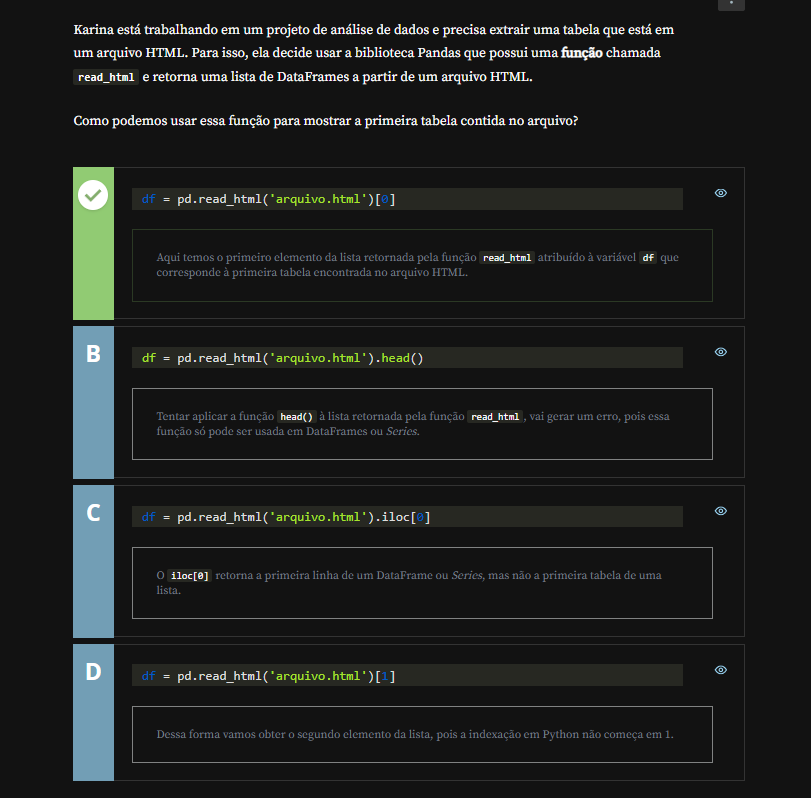 Karina está trabalhando em um projeto de análise de dados e precisa extrair uma tabela que está em
um arquivo HTML. Para isso, ela decide usar a biblioteca Pandas que possui uma função chamada
read_html e retorna uma lista de DataFrames a partir de um arquivo HTML.
Como podemos usar essa função para mostrar a primeira tabela contida no arquivo?
df = pd.read_html('arquivo.html')[0]
Aqui temos o primeiro elemento da lista retornada pela função read_html atribuído à variável df que
corresponde à primeira tabela encontrada no arquivo HTML.
B
df = pd.read_html('arquivo.html').head()
Tentar aplicar a função head() à lista retornada pela função read_html, vai gerar um erro, pois essa
função só pode ser usada em DataFrames ou Series.
C
df = pd.read_html('arquivo.html').iloc[0]
O iloc[0] retorna a primeira linha de um DataFrame ou Series, mas não a primeira tabela de uma
lista.
D
df = pd.read_html('arquivo.html')[1]
Dessa forma vamos obter o segundo elemento da lista, pois a indexação em Python não começa em 1.